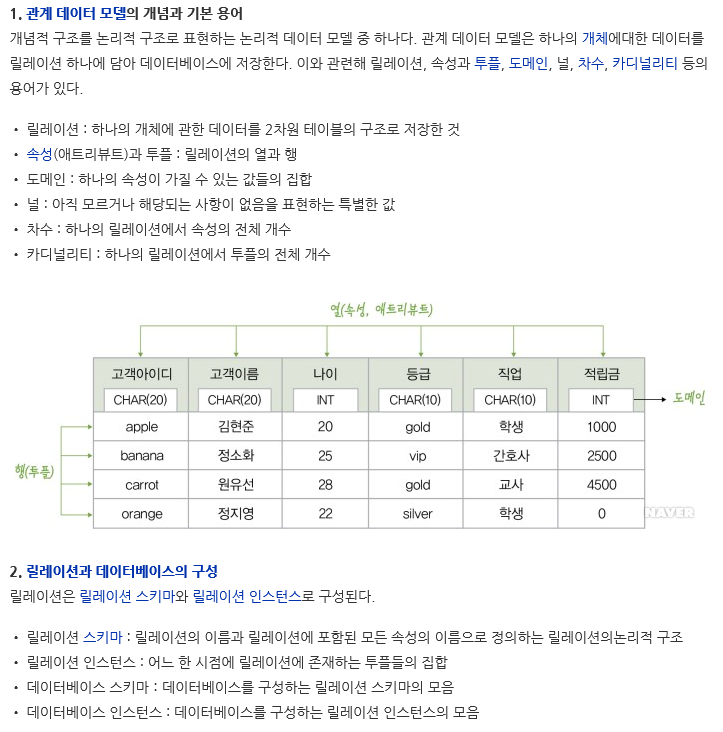 1. 관계 데이터 모델의 개념과 기본 용어
개념적 구조를 논리적 구조로 표현하는 논리적 데이터 모델 중 하나다. 관계 데이터 모델은 하나의 개체에대한 데이터를
릴레이션 하나에 담아 데이터베이스에 저장한다. 이와 관련해 릴레이션, 속성과 투플, 도메인, 널, 차수, 카디널리티 등의
용어가 있다.
• 릴레이션 : 하나의 개체에 관한 데이터를 2차원 테이블의 구조로 저장한 것
• 속성(애트리뷰트)과 투플 : 릴레이션의 열과 행
• 도메인 : 하나의 속성이 가질 수 있는 값들의 집합
• 널 : 아직 모르거나 해당되는 사항이 없음을 표현하는 특별한 값
• 차수 : 하나의 릴레이션에서 속성의 전체 개수
• 카디널리티 : 하나의 릴레이션에서 투플의 전체 개수
열(속성, 애트리뷰트)
고객아이디 고객이름 나이 등급 직업 적립금
CHAR(20) CHAR(20) INT CHAR(10) CHAR(10) INT 도메인
apple 김현준 20 gold 학생 1000
banana 정소화 25 vip 간호사 2500
행(투플)
carrot 원유선 28 gold 교사 4500
orange 정지영 22 silver 학생 0
NAVER
2. 릴레이션과 데이터베이스의 구성
릴레이션은 릴레이션 스키마와 릴레이션 인스턴스로 구성된다.
• 릴레이션 스키마 : 릴레이션의 이름과 릴레이션에 포함된 모든 속성의 이름으로 정의하는 릴레이션의논리적 구조
• 릴레이션 인스턴스 : 어느 한 시점에 릴레이션에 존재하는 투플들의 집합
• 데이터베이스 스키마 : 데이터베이스를 구성하는 릴레이션 스키마의 모음
• 데이터베이스 인스턴스 : 데이터베이스를 구성하는 릴레이션 인스턴스의 모음